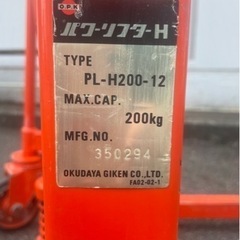 O.P.K
パワーリフターH
TYPE
PL-H200-12
MAX.CAP.
200kg
MFG.NO.
350294
OKUDAYA GIKEN CO.,LTD.
FA02-02-1